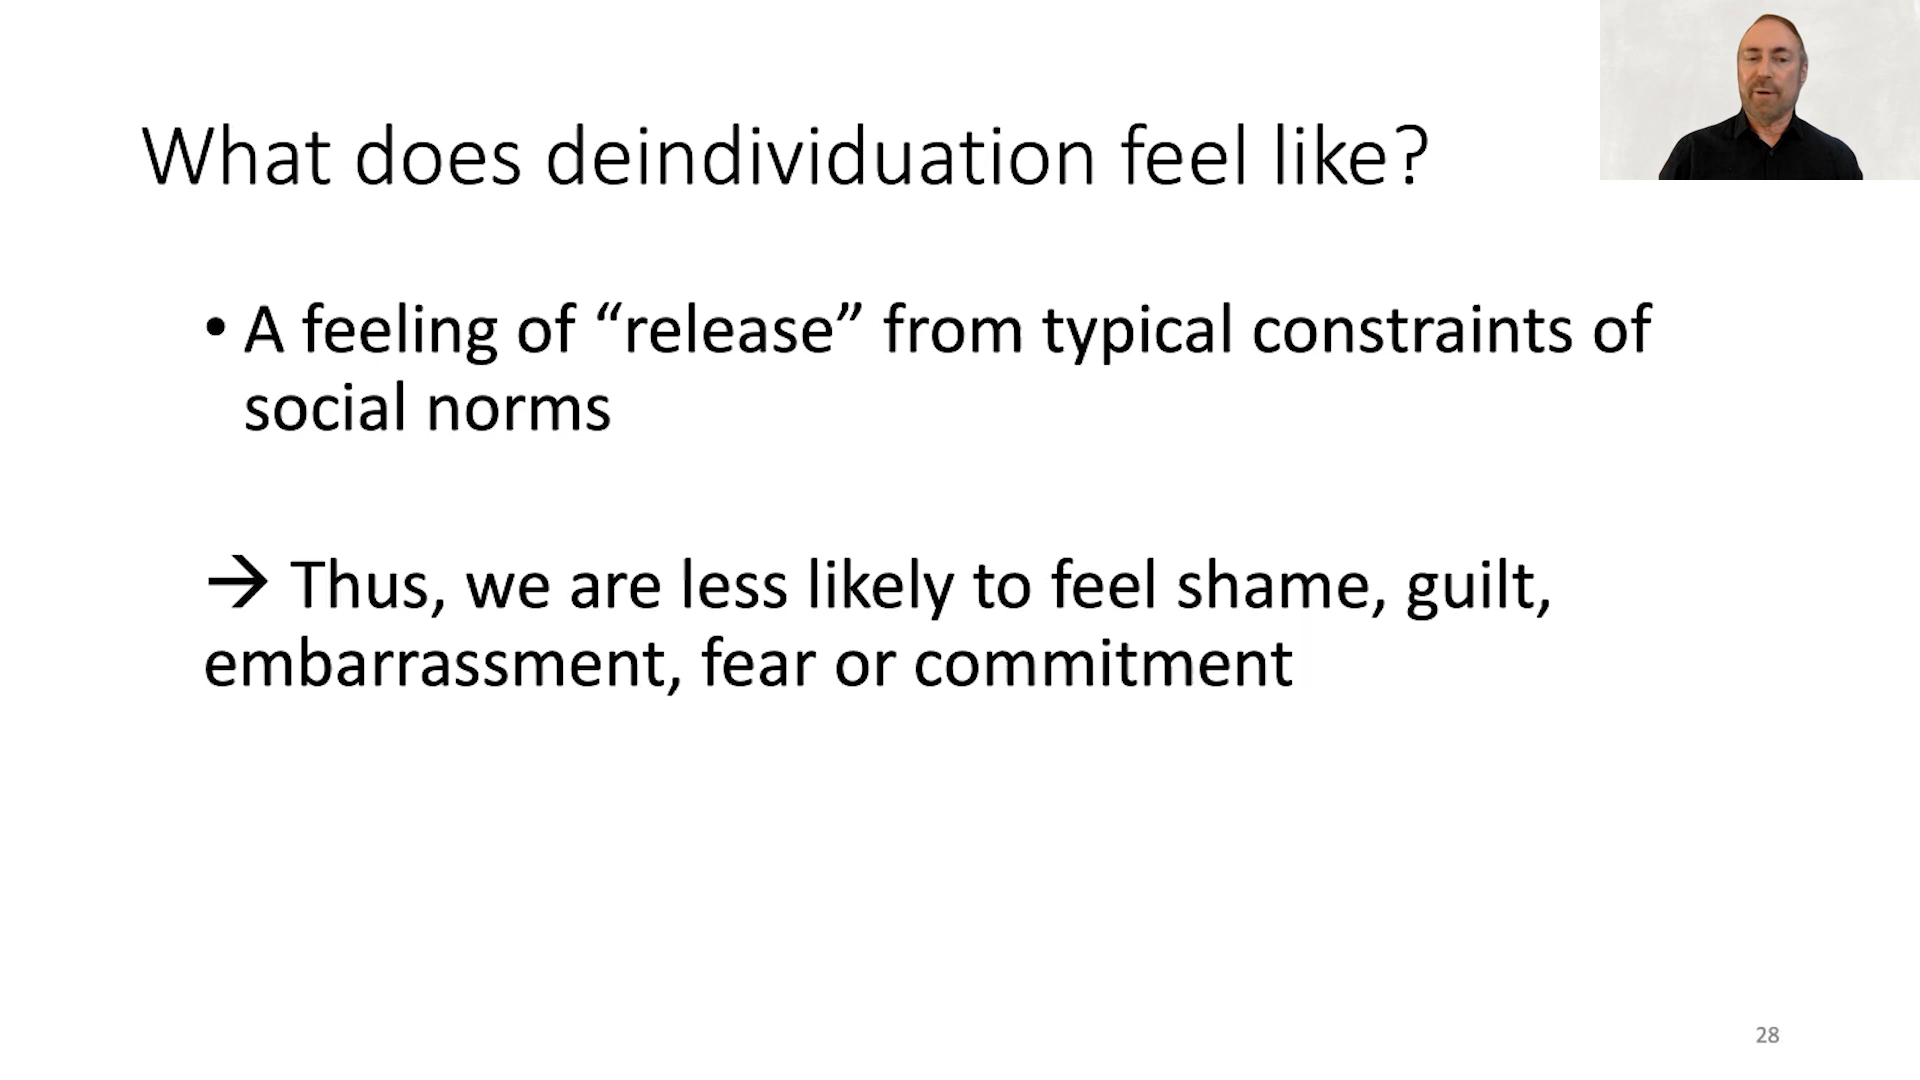 What does deindividuation feel like?
• A feeling of “release” from typical constraints of
social norms
→ Thus, we are less likely to feel shame, guilt,
embarrassment, fear or commitment
28